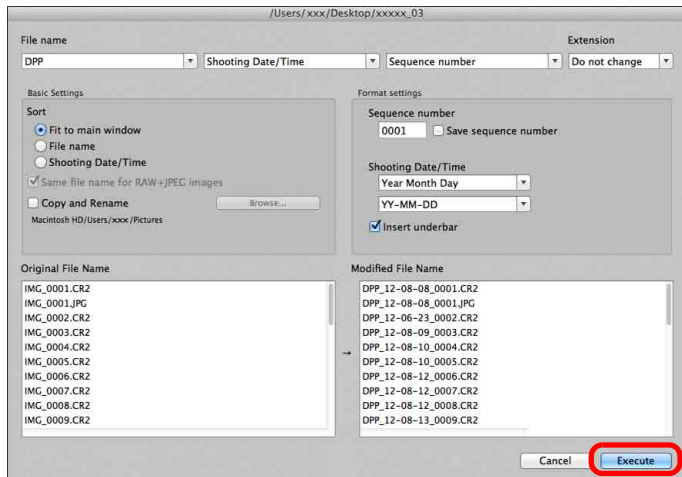 /Users/xxx/Desktop/xxxxx_03
File name
Extension
DPP
Shooting Date/Time
Sequence number
Do not change
Basic Settings
Sort
Fit to main window
File name
Shooting Date/Time
Same file name for RAW+JPEG images
Copy and Rename
Browse...
Macintosh HD/Users/xxx/Pictures
Format settings
Sequence number
0001
Save sequence number
Shooting Date/Time
Year Month Day
YY-MM-DD
Insert underbar
Original File Name
IMG_0001.CR2
IMG_0001.JPG
IMG_0002.CR2
IMG_0003.CR2
IMG_0004.CR2
IMG_0005.CR2
IMG_0006.CR2
IMG_0007.CR2
IMG_0008.CR2
IMG_0009.CR2
→
Modified File Name
DPP_12-08-08_0001.CR2
DPP_12-08-08_0001.JPG
DPP_12-06-23_0002.CR2
DPP_12-08-09_0003.CR2
DPP_12-08-10_0004.CR2
DPP_12-08-10_0005.CR2
DPP_12-08-12_0006.CR2
DPP_12-08-12_0007.CR2
DPP_12-08-12_0008.CR2
DPP_12-08-13_0009.CR2
Cancel
Execute